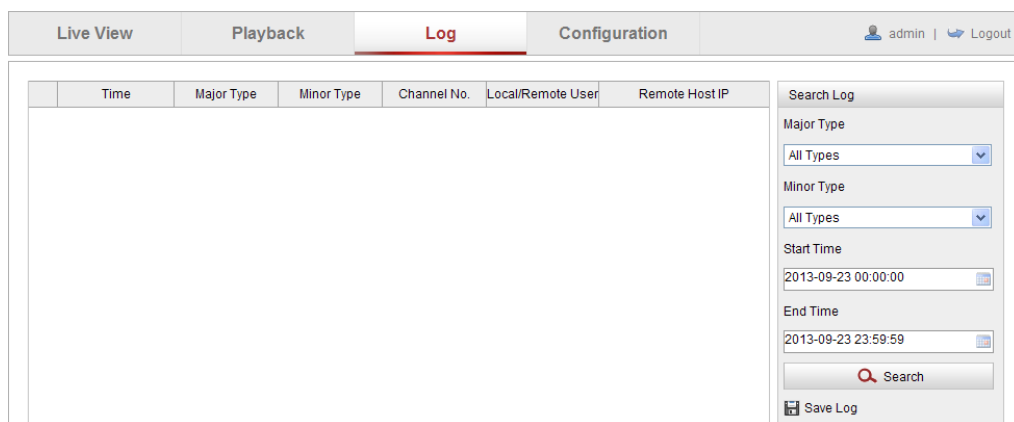 Live View Playback Log Configuration admin | Logout
Time Major Type Minor Type Channel No. Local/Remote User Remote Host IP
Search Log
Major Type
All Types
Minor Type
All Types
Start Time
2013-09-23 00:00:00
End Time
2013-09-23 23:59:59
Search
Save Log